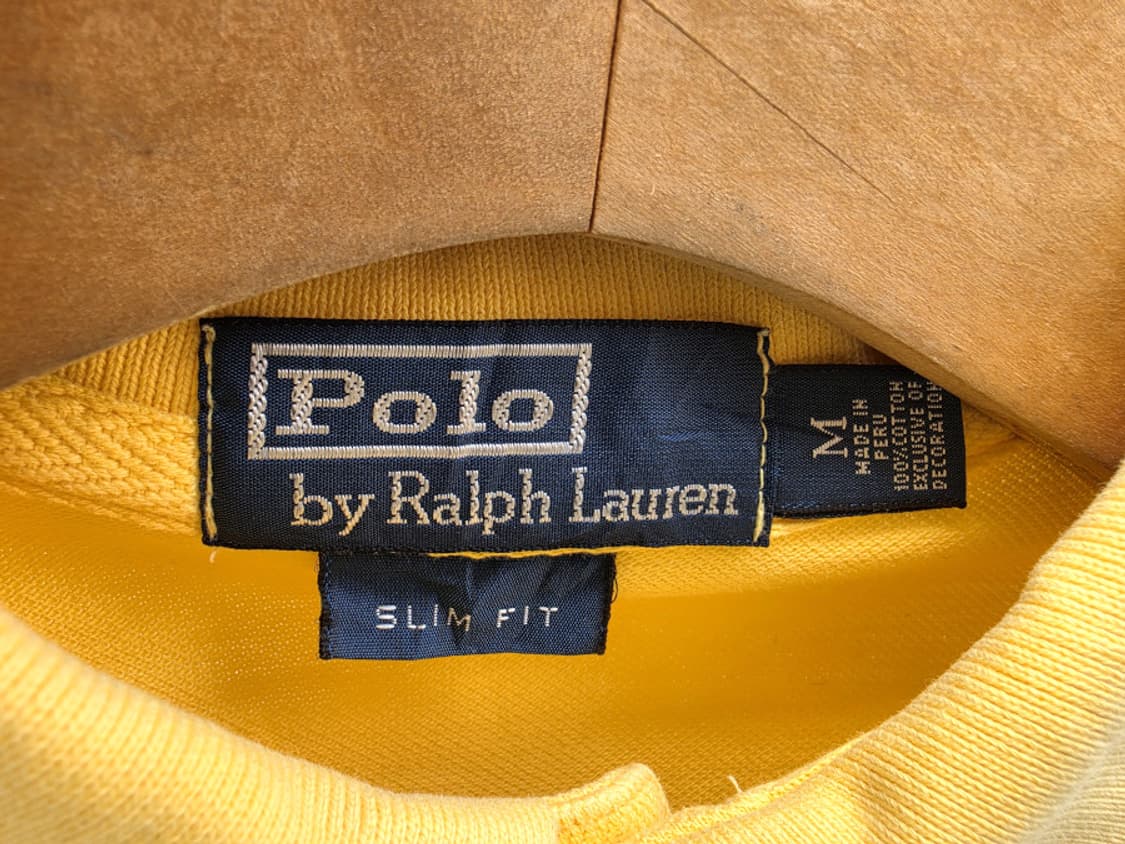 Polo
by Ralph Lauren
SLIM FIT
M
MADE IN
PERU
100% COTTON
EXCLUSIVE OF
DECORATION